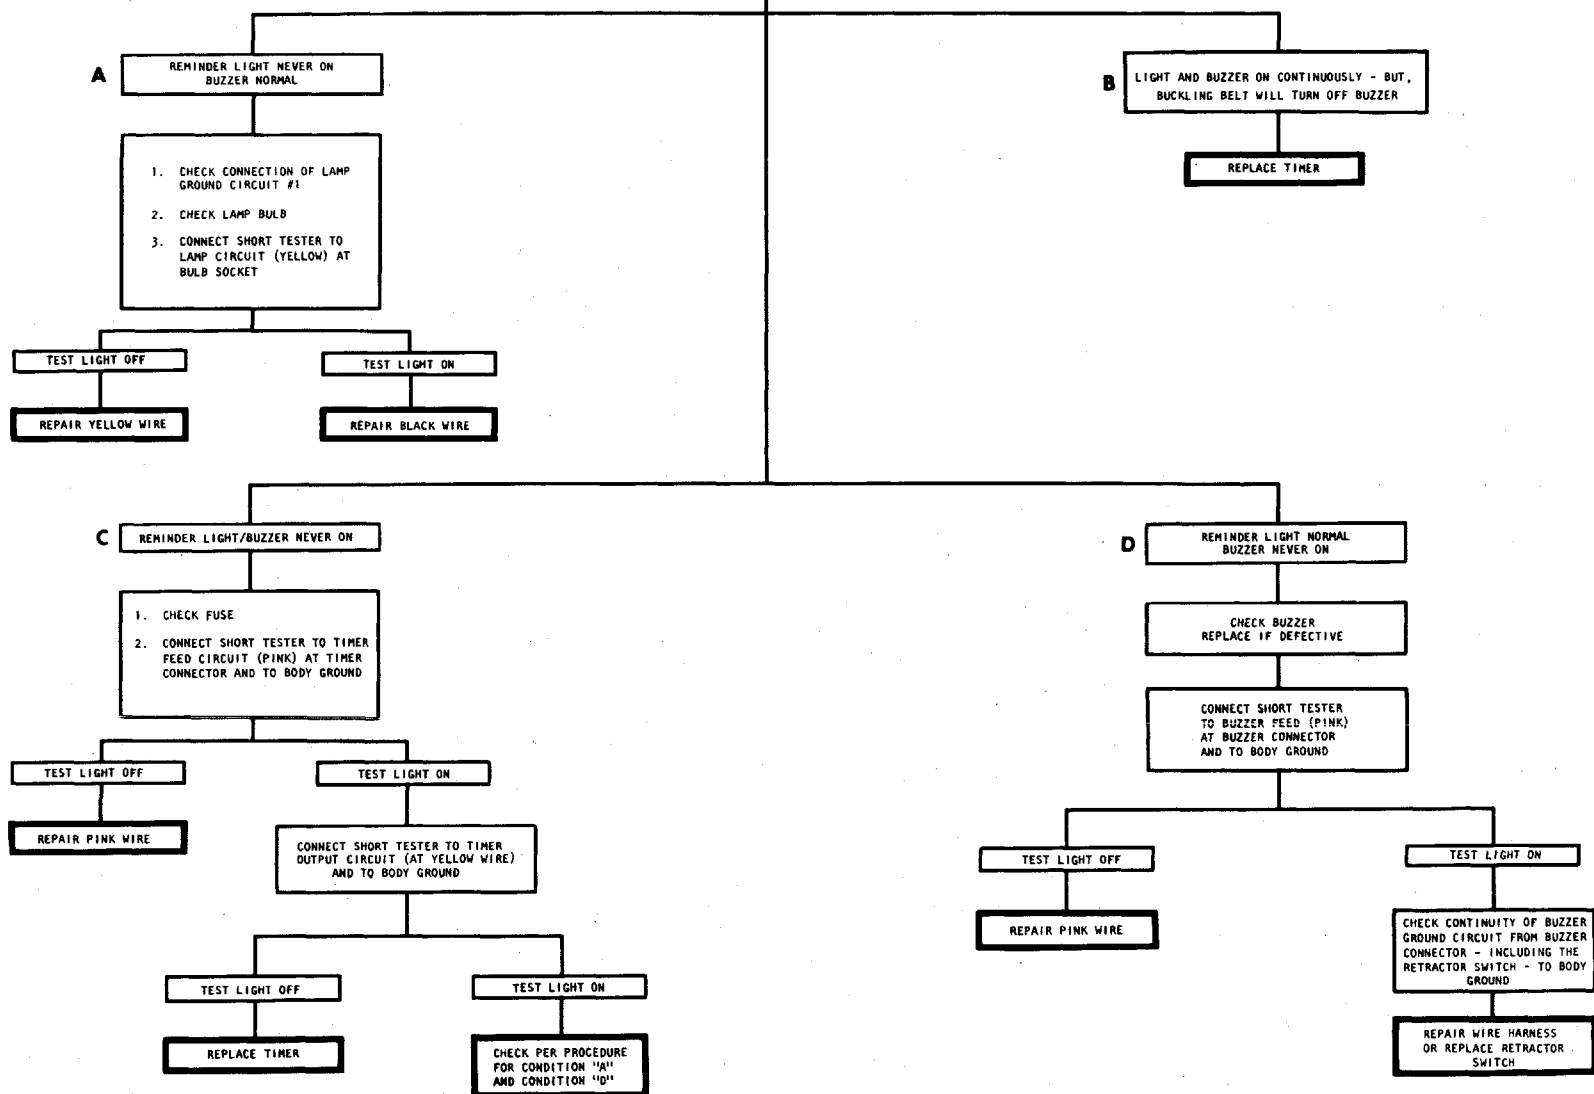 A
REMINDER LIGHT NEVER ON
BUZZER NORMAL
1. CHECK CONNECTION OF LAMP
GROUND CIRCUIT #1
2. CHECK LAMP BULB
3. CONNECT SHORT TESTER TO
LAMP CIRCUIT (YELLOW) AT
BULB SOCKET
TEST LIGHT OFF
REPAIR YELLOW WIRE
TEST LIGHT ON
REPAIR BLACK WIRE
B
LIGHT AND BUZZER ON CONTINUOUSLY - BUT,
BUCKLING BELT WILL TURN OFF BUZZER
REPLACE TIMER
C
REMINDER LIGHT/BUZZER NEVER ON
1. CHECK FUSE
2. CONNECT SHORT TESTER TO TIMER
FEED CIRCUIT (PINK) AT TIMER
CONNECTOR AND TO BODY GROUND
TEST LIGHT OFF
REPAIR PINK WIRE
TEST LIGHT ON
CONNECT SHORT TESTER TO TIMER
OUTPUT CIRCUIT (AT YELLOW WIRE)
AND TO BODY GROUND
TEST LIGHT OFF
REPLACE TIMER
TEST LIGHT ON
CHECK PER PROCEDURE
FOR CONDITION "A"
AND CONDITION "D"
D
REMINDER LIGHT NORMAL
BUZZER NEVER ON
CHECK BUZZER
REPLACE IF DEFECTIVE
CONNECT SHORT TESTER
TO BUZZER FEED (PINK)
AT BUZZER CONNECTOR
AND TO BODY GROUND
TEST LIGHT OFF
REPAIR PINK WIRE
TEST LIGHT ON
CHECK CONTINUITY OF BUZZER
GROUND CIRCUIT FROM BUZZER
CONNECTOR - INCLUDING THE
RETRACTOR SWITCH - TO BODY
GROUND
REPAIR WIRE HARNESS
OR REPLACE RETRACTOR
SWITCH